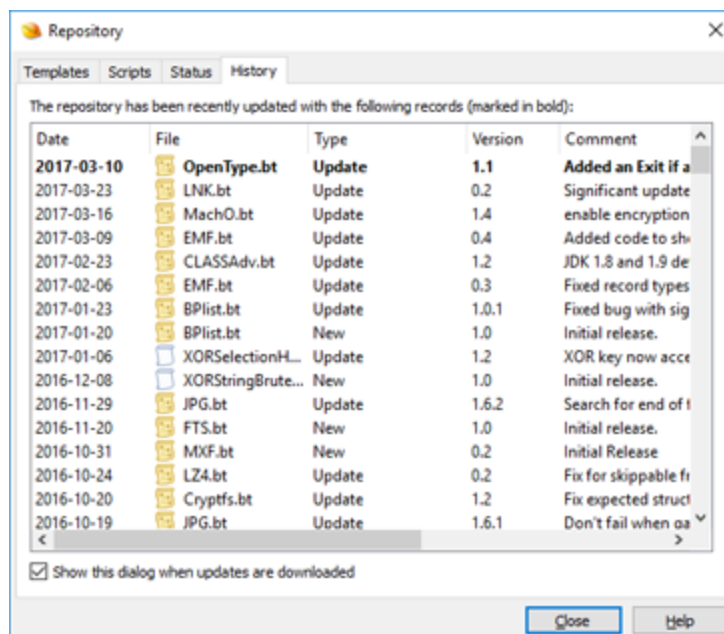 Repository
Templates Scripts Status History
The repository has been recently updated with the following records (marked in bold):
Date File Type Version Comment
2017-03-10 OpenType.bt Update 1.1 Added an Exit if a
2017-03-23 LNK.bt Update 0.2 Significant update
2017-03-16 MachO.bt Update 1.4 enable encryption
2017-03-09 EMF.bt Update 0.4 Added code to sh
2017-02-23 CLASSAdv.bt Update 1.2 JDK 1.8 and 1.9 de
2017-02-06 EMF.bt Update 0.3 Fixed record types
2017-01-23 BPlist.bt Update 1.0.1 Fixed bug with sig
2017-01-20 BPlist.bt New 1.0 Initial release.
2017-01-06 XORSelectionH... Update 1.2 XOR key now acce
2016-12-08 XORStringBrute... New 1.0 Initial release.
2016-11-29 JPG.bt Update 1.6.2 Search for end of f
2016-11-20 FTS.bt New 1.0 Initial release.
2016-10-31 MXF.bt New 0.2 Initial Release
2016-10-24 LZ4.bt Update 0.2 Fix for skippable fr
2016-10-20 Cryptfs.bt Update 1.2 Fix expected struct
2016-10-19 JPG.bt Update 1.6.1 Don't fail when ga
Show this dialog when updates are downloaded
Close Help